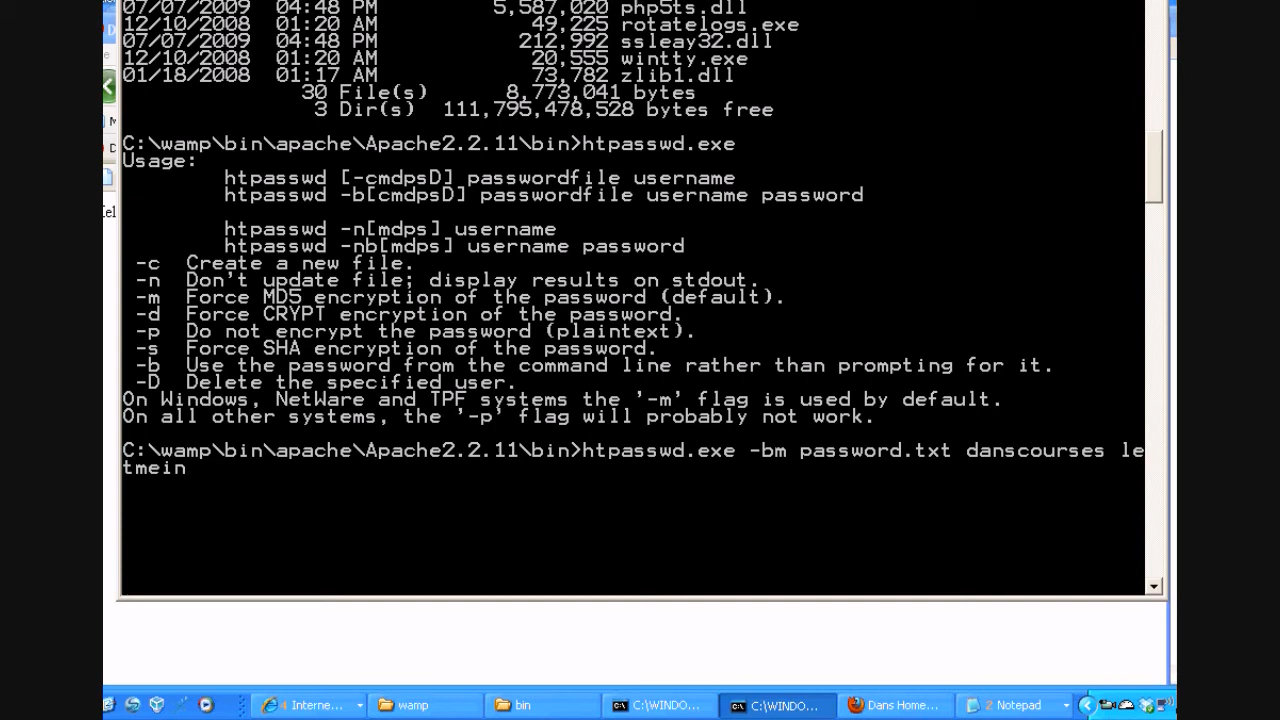 07/07/2009  04:48 PM         5,587,020 php5ts.dll
12/10/2008  01:20 AM            49,225 rotatelogs.exe
07/07/2009  04:48 PM           212,992 ssleay32.dll
12/10/2008  01:20 AM            20,555 wintty.exe
01/18/2008  01:17 AM            73,782 zlib1.dll
30 File(s)      8,773,041 bytes
3 Dir(s)  111,795,478,528 bytes free
C:\wamp\bin\apache\Apache2.2.11\bin>htpasswd.exe
Usage:
htpasswd [-cmdpsD] passwordfile username
htpasswd -b[cmdpsD] passwordfile username password
htpasswd -n[mdps] username
htpasswd -nb[mdps] username password
-c  Create a new file.
-n  Don't update file; display results on stdout.
-m  Force MD5 encryption of the password (default).
-d  Force CRYPT encryption of the password.
-p  Do not encrypt the password (plaintext).
-s  Force SHA encryption of the password.
-b  Use the password from the command line rather than prompting for it.
-D  Delete the specified user.
On Windows, NetWare and TPF systems the '-m' flag is used by default.
On all other systems, the '-p' flag will probably not work.
C:\wamp\bin\apache\Apache2.2.11\bin>htpasswd.exe -bm password.txt danscourses le
tmein
4 Interne... wamp bin C:\WINDO... C:\WINDO... Dans Home... 2 Notepad